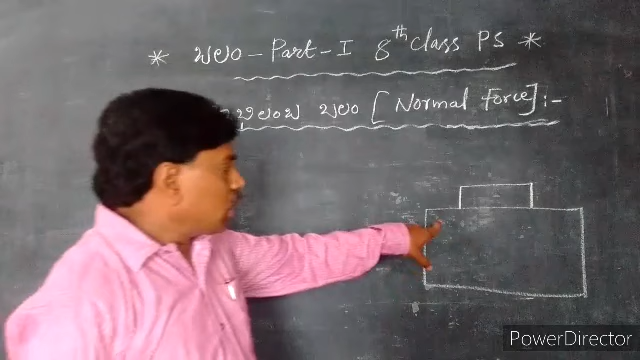 * బలం - Part - I 8th class PS *
బలం [Normal force] :-
PowerDirector